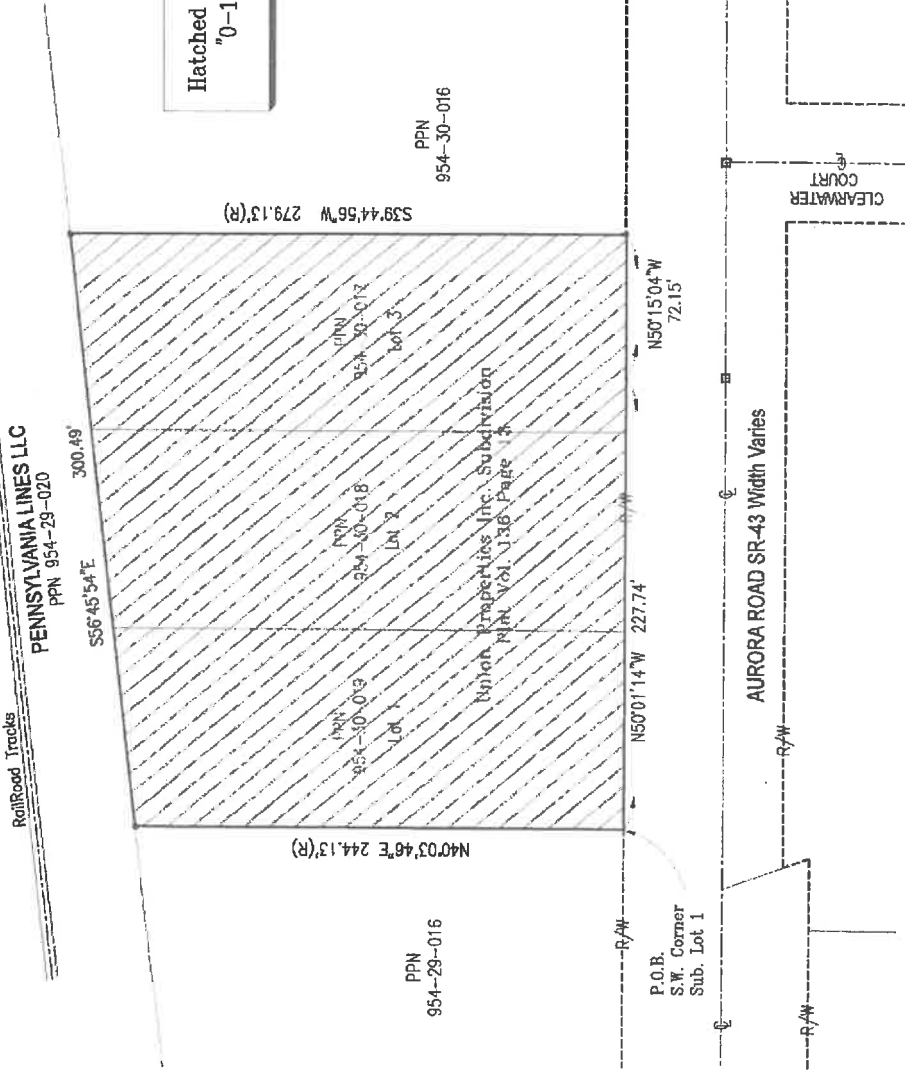 RailRoad Tracks
PENNSYLVANIA LINES LLC
PPN 954-29-020
S56°45'54"E
300.49'
Hatched
"0-1
PPN
954-30-016
S39°44'56"W 279.13'(R)
PPN
954-30-017
Lot 3
PPN
954-30-018
Lot 2
PPN
954-30-019
Lot 1
Union Properties Inc. Subdivision
Plat Vol. 136 Page 13
N40°03'46"E 244.13'(R)
PPN
954-29-016
R/W
N50°01'14"W 227.74'
N50°15'04"W
72.15'
R/W
P.O.B.
S.W. Corner
Sub. Lot 1
AURORA ROAD SR-43 Width Varies
CLEARWATER
COURT
R/W
R/W